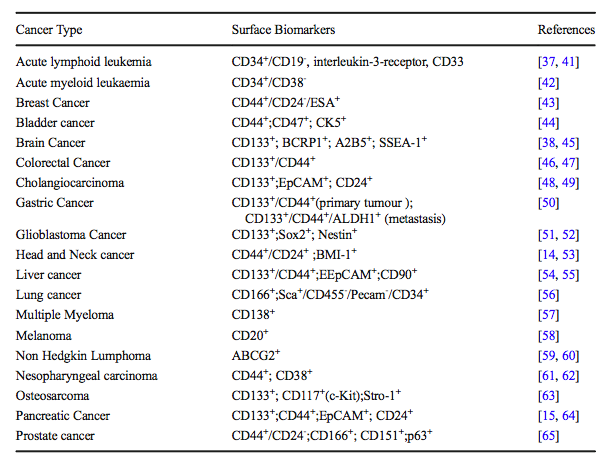 Cancer Type Surface Biomarkers References
Acute lymphoid leukemia CD34⁺/CD19⁻, interleukin-3-receptor, CD33 [37, 41]
Acute myeloid leukaemia CD34⁺/CD38⁻ [42]
Breast Cancer CD44⁺/CD24⁻/ESA⁺ [43]
Bladder cancer CD44⁺;CD47⁺; CK5⁺ [44]
Brain Cancer CD133⁺; BCRP1⁺; A2B5⁺; SSEA-1⁺ [38, 45]
Colorectal Cancer CD133⁺/CD44⁺ [46, 47]
Cholangiocarcinoma CD133⁺;EpCAM⁺; CD24⁺ [48, 49]
Gastric Cancer CD133⁺/CD44⁺(primary tumour ); [50]
CD133⁺/CD44⁺/ALDH1⁺ (metastasis)
Glioblastoma Cancer CD133⁺;Sox2⁺; Nestin⁺ [51, 52]
Head and Neck cancer CD44⁺/CD24⁺ ;BMI-1⁺ [14, 53]
Liver cancer CD133⁺/CD44⁺;EEpCAM⁺;CD90⁺ [54, 55]
Lung cancer CD166⁺;Sca⁺/CD455⁻/Pecam⁻/CD34⁺ [56]
Multiple Myeloma CD138⁺ [57]
Melanoma CD20⁺ [58]
Non Hedgkin Lumphoma ABCG2⁺ [59, 60]
Nesopharyngeal carcinoma CD44⁺; CD38⁺ [61, 62]
Osteosarcoma CD133⁺; CD117⁺(c-Kit);Stro-1⁺ [63]
Pancreatic Cancer CD133⁺;CD44⁺;EpCAM⁺; CD24⁺ [15, 64]
Prostate cancer CD44⁺/CD24⁻;CD166⁺; CD151⁺;p63⁺ [65]